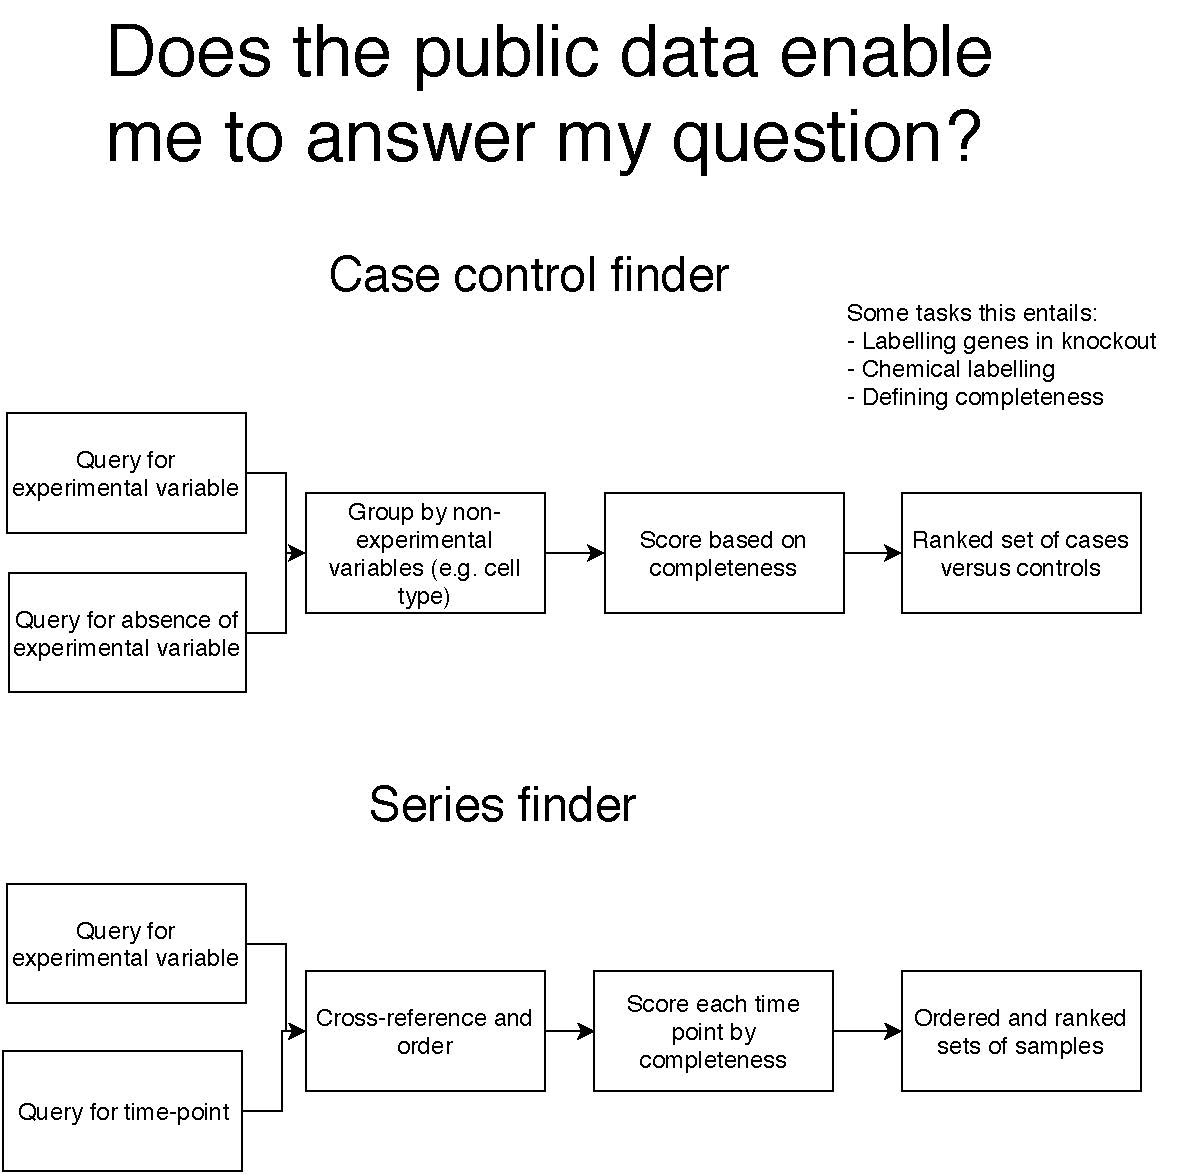 Does the public data enable
me to answer my question?
Case control finder
Some tasks this entails:
- Labelling genes in knockout
- Chemical labelling
- Defining completeness
Query for
experimental variable
Query for absence of
experimental variable
Group by non-
experimental
variables (e.g. cell
type)
Score based on
completeness
Ranked set of cases
versus controls
Series finder
Query for
experimental variable
Query for time-point
Cross-reference and
order
Score each time
point by
completeness
Ordered and ranked
sets of samples